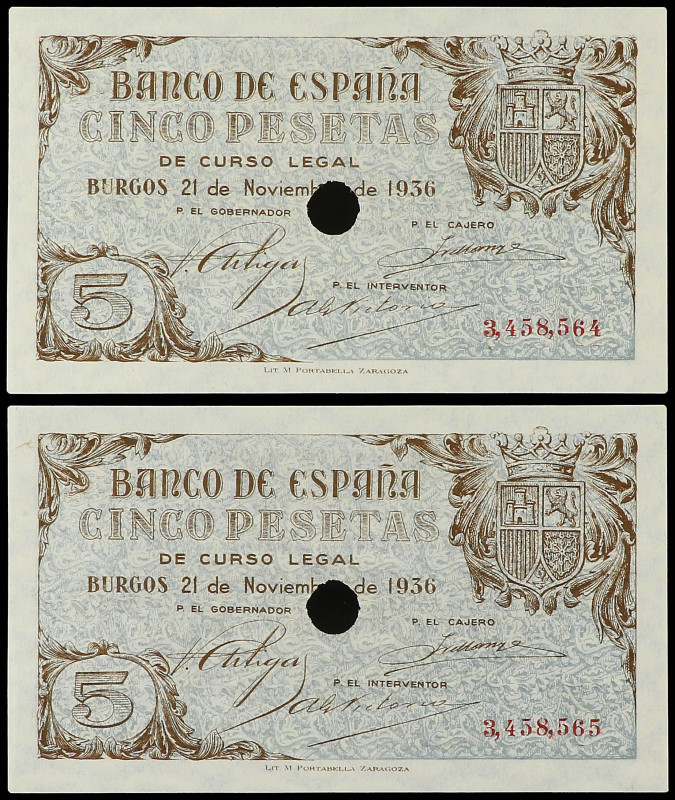 BANCO DE ESPAÑA
CINCO PESETAS
DE CURSO LEGAL
BURGOS 21 de Noviem de 1936
P. EL GOBERNADOR
P. EL CAJERO
P. EL INTERVENTOR
5
3,458,564
LIT. M PORTABELLA ZARAGOZA
BANCO DE ESPAÑA
CINCO PESETAS
DE CURSO LEGAL
BURGOS 21 de Noviem de 1936
P. EL GOBERNADOR
P. EL CAJERO
P. EL INTERVENTOR
5
3,458,565
LIT. M PORTABELLA ZARAGOZA